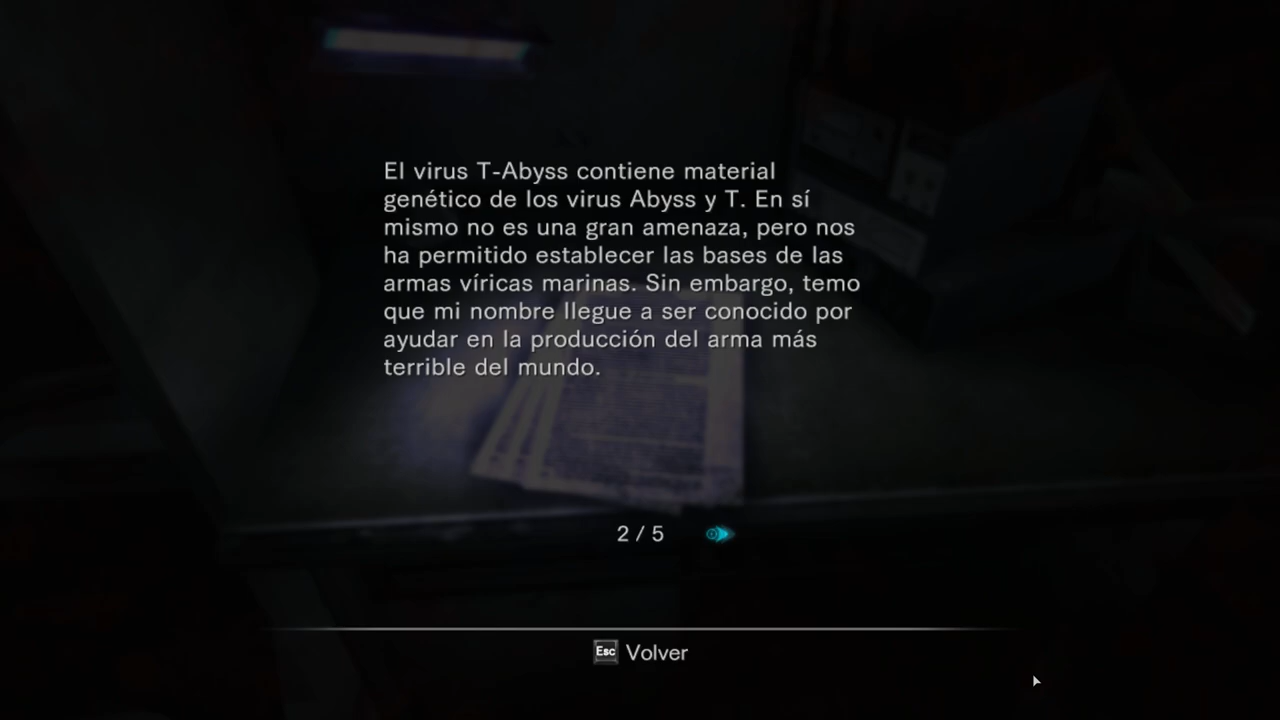 El virus T-Abyss contiene material
genético de los virus Abyss y T. En sí
mismo no es una gran amenaza, pero nos
ha permitido establecer las bases de las
armas víricas marinas. Sin embargo, temo
que mi nombre llegue a ser conocido por
ayudar en la producción del arma más
terrible del mundo.
2 / 5
Esc Volver